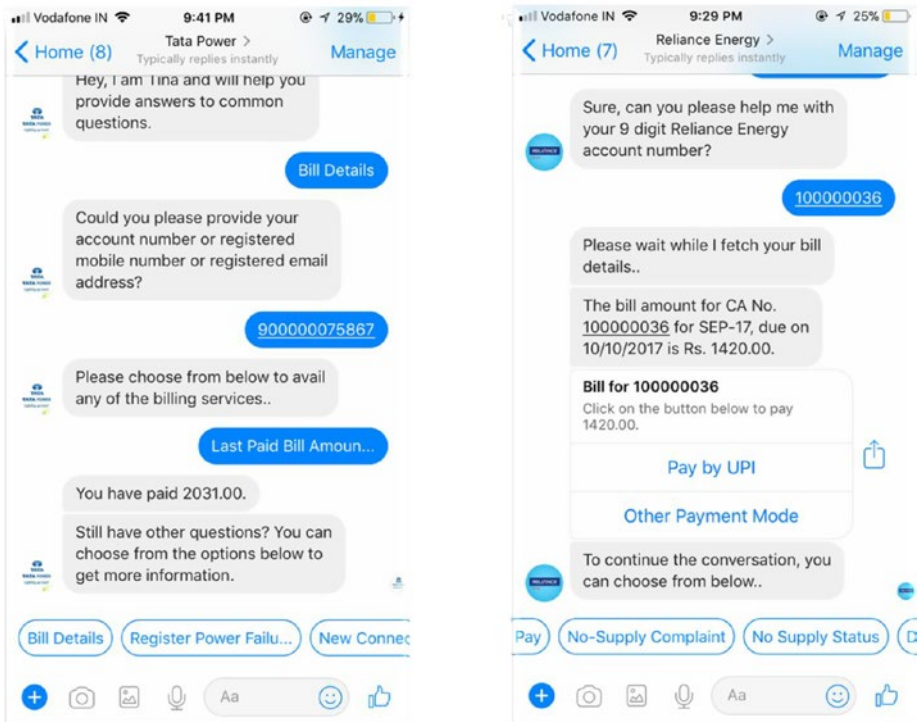 Vodafone IN 9:41 PM 29%
Home (8) Tata Power > Manage
Typically replies instantly
Hey, I am Tina and will help you
provide answers to common
questions.
Bill Details
Could you please provide your
account number or registered
mobile number or registered email
address?
900000075867
Please choose from below to avail
any of the billing services..
Last Paid Bill Amoun...
You have paid 2031.00.
Still have other questions? You can
choose from the options below to
get more information.
Bill Details Register Power Failu... New Connec
Aa
Vodafone IN 9:29 PM 25%
Home (7) Reliance Energy > Manage
Typically replies instantly
Sure, can you please help me with
your 9 digit Reliance Energy
account number?
RELIANCE
100000036
Please wait while I fetch your bill
details..
The bill amount for CA No.
100000036 for SEP-17, due on
10/10/2017 is Rs. 1420.00.
Bill for 100000036
Click on the button below to pay
1420.00.
Pay by UPI
Other Payment Mode
To continue the conversation, you
can choose from below..
RELIANCE
Pay No-Supply Complaint No Supply Status
Aa